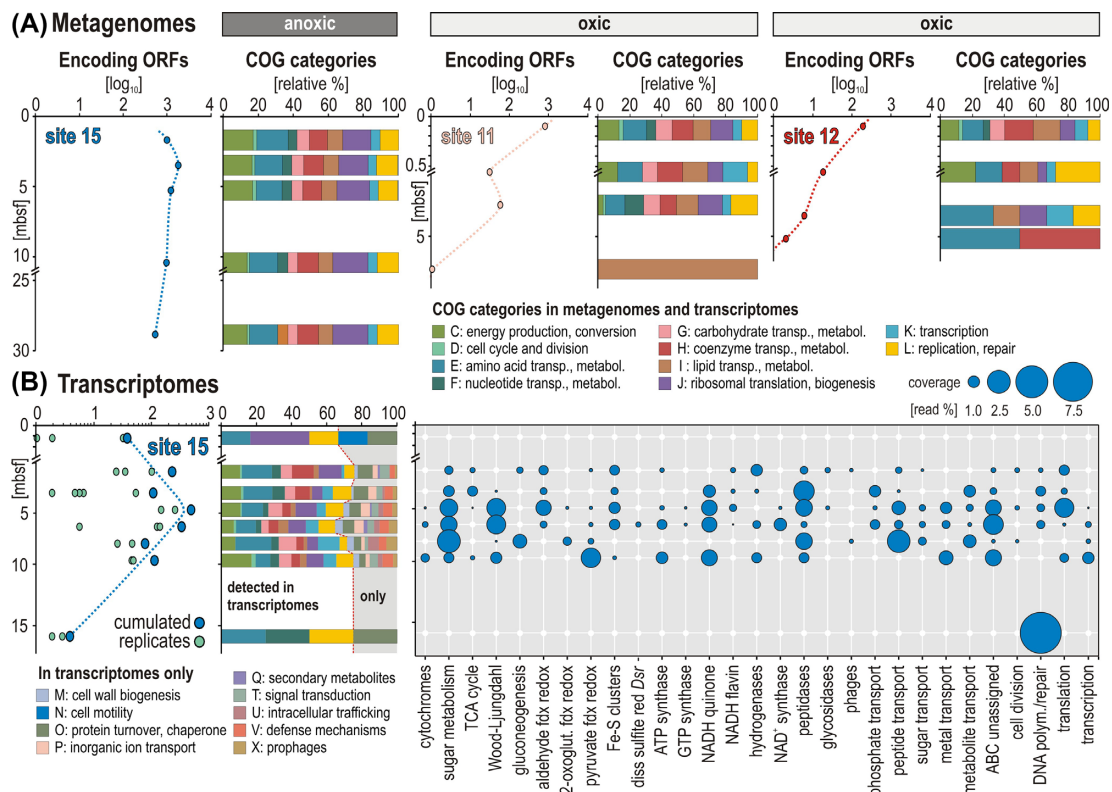 (A) Metagenomes
anoxic
oxic
oxic
Encoding ORFs
[log10]
COG categories
[relative %]
Encoding ORFs
[log10]
COG categories
[relative %]
Encoding ORFs
[log10]
COG categories
[relative %]
0 1 2 3 4
0 20 40 60 80 100
0 1 2 3 4
0 20 40 60 80 100
0 1 2 3 4
0 20 40 60 80 100
site 15
site 11
site 12
0
5
10
25
30
[mbsf]
0
0.5
5
[mbsf]
COG categories in metagenomes and transcriptomes
C: energy production, conversion
D: cell cycle and division
E: amino acid transp., metabol.
F: nucleotide transp., metabol.
G: carbohydrate transp., metabol.
H: coenzyme transp., metabol.
I : lipid transp., metabol.
J: ribosomal translation, biogenesis
K: transcription
L: replication, repair
coverage
[read %] 1.0 2.5 5.0 7.5
(B) Transcriptomes
0 1 2 3
0 20 40 60 80 100
site 15
0
5
10
15
[mbsf]
cumulated
replicates
detected in
transcriptomes
only
In transcriptomes only
M: cell wall biogenesis
N: cell motility
O: protein turnover, chaperone
P: inorganic ion transport
Q: secondary metabolites
T: signal transduction
U: intracellular trafficking
V: defense mechanisms
X: prophages
cytochromes
sugar metabolism
TCA cycle
Wood-Ljungdahl
gluconeogenesis
aldehyde fdx redox
2-oxoglut. fdx redox
pyruvate fdx redox
Fe-S clusters
diss sulfite red Dsr
ATP synthase
GTP synthase
NADH quinone
NADH flavin
hydrogenases
NAD+ synthase
peptidases
glycosidases
phages
phosphate transport
peptide transport
sugar transport
metal transport
metabolite transport
ABC unassigned
cell division
DNA polym./repair
translation
transcription